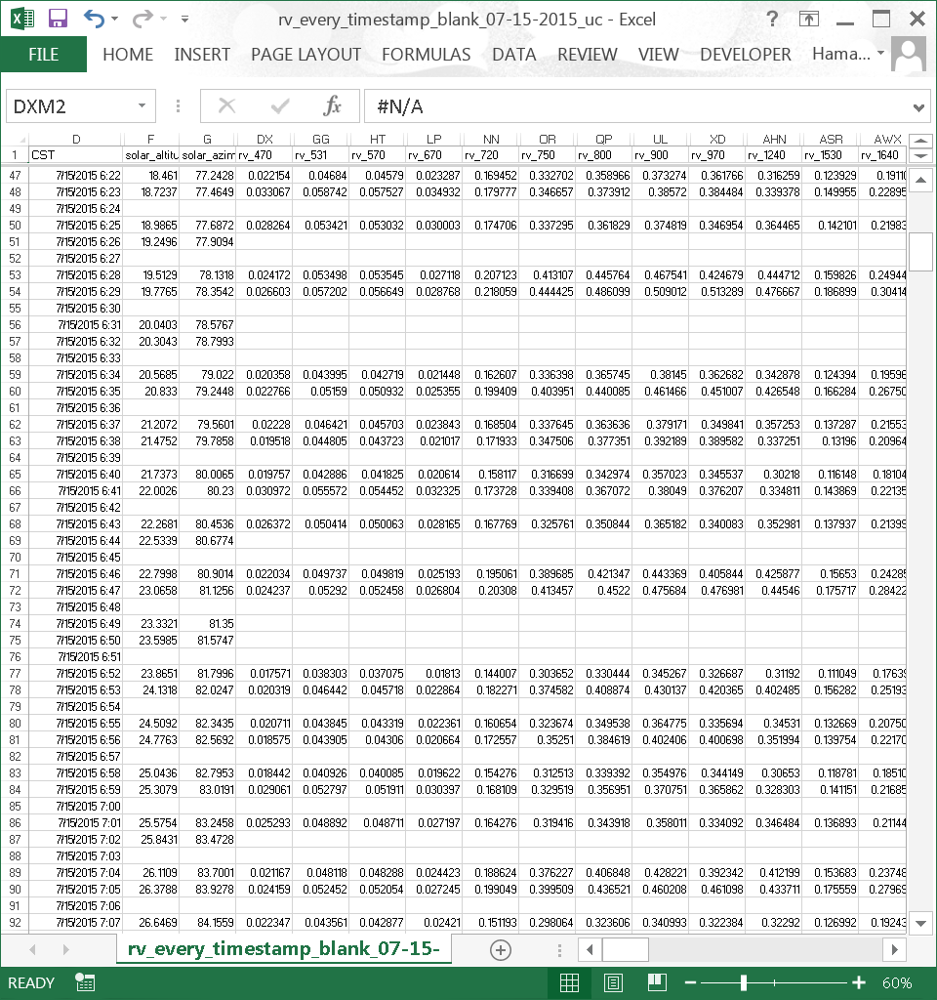 rv_every_timestamp_blank_07-15-2015_uc - Excel ?
FILE HOME INSERT PAGE LAYOUT FORMULAS DATA REVIEW VIEW DEVELOPER Hama...
DXM2 fx #N/A
D F G DX GG HT LP NN OR QP UL XD AHN ASR AWX
1 CST solar_altitu solar_azim rv_470 rv_531 rv_570 rv_670 rv_720 rv_750 rv_800 rv_900 rv_970 rv_1240 rv_1530 rv_1640
47 7/15/2015 6:22 18.461 77.2428 0.022154 0.04684 0.04579 0.023287 0.169452 0.332702 0.358966 0.373274 0.361766 0.316259 0.123929 0.1911
48 7/15/2015 6:23 18.7237 77.4649 0.033067 0.058742 0.057527 0.034932 0.179777 0.346657 0.373912 0.38572 0.384484 0.339378 0.149955 0.22895
49 7/15/2015 6:24
50 7/15/2015 6:25 18.9865 77.6872 0.028264 0.053421 0.053032 0.030003 0.174706 0.337295 0.361829 0.374819 0.346954 0.364465 0.142101 0.21983
51 7/15/2015 6:26 19.2496 77.9094
52 7/15/2015 6:27
53 7/15/2015 6:28 19.5129 78.1318 0.024172 0.053498 0.053545 0.027118 0.207123 0.413107 0.445764 0.467541 0.424679 0.444712 0.159826 0.24944
54 7/15/2015 6:29 19.7765 78.3542 0.026603 0.057202 0.056649 0.028768 0.218059 0.444425 0.486099 0.509012 0.513289 0.476667 0.186899 0.30414
55 7/15/2015 6:30
56 7/15/2015 6:31 20.0403 78.5767
57 7/15/2015 6:32 20.3043 78.7993
58 7/15/2015 6:33
59 7/15/2015 6:34 20.5685 79.022 0.020358 0.043995 0.042719 0.021448 0.162607 0.336398 0.365745 0.38145 0.362682 0.342878 0.124394 0.19596
60 7/15/2015 6:35 20.833 79.2448 0.022766 0.05159 0.050932 0.025355 0.199409 0.403951 0.440085 0.461466 0.451007 0.426548 0.166284 0.26750
61 7/15/2015 6:36
62 7/15/2015 6:37 21.2072 79.5601 0.02228 0.046421 0.045703 0.023843 0.168504 0.337645 0.363636 0.379171 0.349841 0.357253 0.137287 0.21553
63 7/15/2015 6:38 21.4752 79.7858 0.019518 0.044805 0.043723 0.021017 0.171933 0.347506 0.377351 0.392189 0.389582 0.337251 0.13196 0.20964
64 7/15/2015 6:39
65 7/15/2015 6:40 21.7373 80.0065 0.019757 0.042886 0.041825 0.020614 0.158117 0.316699 0.342974 0.357023 0.345537 0.30218 0.116148 0.18104
66 7/15/2015 6:41 22.0026 80.23 0.030972 0.055572 0.054452 0.032325 0.173728 0.339408 0.367072 0.38049 0.376207 0.334811 0.143869 0.22135
67 7/15/2015 6:42
68 7/15/2015 6:43 22.2681 80.4536 0.026372 0.050414 0.050063 0.028165 0.167769 0.325761 0.350844 0.365182 0.340083 0.352981 0.137937 0.21399
69 7/15/2015 6:44 22.5339 80.6774
70 7/15/2015 6:45
71 7/15/2015 6:46 22.7998 80.9014 0.022034 0.049737 0.049819 0.025193 0.195061 0.389685 0.421347 0.443369 0.405844 0.425877 0.15653 0.24285
72 7/15/2015 6:47 23.0658 81.1256 0.024237 0.05292 0.052458 0.026804 0.20308 0.413457 0.4522 0.475684 0.476981 0.44546 0.175717 0.28422
73 7/15/2015 6:48
74 7/15/2015 6:49 23.3321 81.35
75 7/15/2015 6:50 23.5985 81.5747
76 7/15/2015 6:51
77 7/15/2015 6:52 23.8651 81.7996 0.017571 0.038303 0.037075 0.01813 0.144007 0.303652 0.330444 0.345267 0.326687 0.31192 0.111049 0.17639
78 7/15/2015 6:53 24.1318 82.0247 0.020319 0.046442 0.045718 0.022864 0.182271 0.374582 0.408874 0.430137 0.420365 0.402485 0.156282 0.25193
79 7/15/2015 6:54
80 7/15/2015 6:55 24.5092 82.3435 0.020711 0.043845 0.043319 0.022361 0.160654 0.323674 0.349538 0.364775 0.335694 0.34531 0.132669 0.20750
81 7/15/2015 6:56 24.7763 82.5692 0.018575 0.043905 0.04306 0.020664 0.172557 0.35251 0.384619 0.402406 0.400698 0.351994 0.139754 0.22170
82 7/15/2015 6:57
83 7/15/2015 6:58 25.0436 82.7953 0.018442 0.040926 0.040085 0.019622 0.154276 0.312513 0.339392 0.354976 0.344149 0.30653 0.118781 0.18510
84 7/15/2015 6:59 25.3079 83.0191 0.029061 0.052797 0.051911 0.030397 0.168109 0.329519 0.356951 0.370751 0.365862 0.328303 0.141151 0.21685
85 7/15/2015 7:00
86 7/15/2015 7:01 25.5754 83.2458 0.025293 0.048892 0.048711 0.027197 0.164276 0.319416 0.343918 0.358011 0.334092 0.346484 0.136893 0.21144
87 7/15/2015 7:02 25.8431 83.4728
88 7/15/2015 7:03
89 7/15/2015 7:04 26.1109 83.7001 0.021167 0.048118 0.048288 0.024423 0.188624 0.376227 0.406848 0.428221 0.392342 0.412199 0.153683 0.23748
90 7/15/2015 7:05 26.3788 83.9278 0.024159 0.052452 0.052054 0.027245 0.199049 0.399509 0.436521 0.460208 0.461098 0.433711 0.175559 0.27969
91 7/15/2015 7:06
92 7/15/2015 7:07 26.6469 84.1559 0.022347 0.043561 0.042877 0.02421 0.151193 0.298064 0.323606 0.340993 0.322384 0.32292 0.126992 0.19243
rv_every_timestamp_blank_07-15-
READY 60%